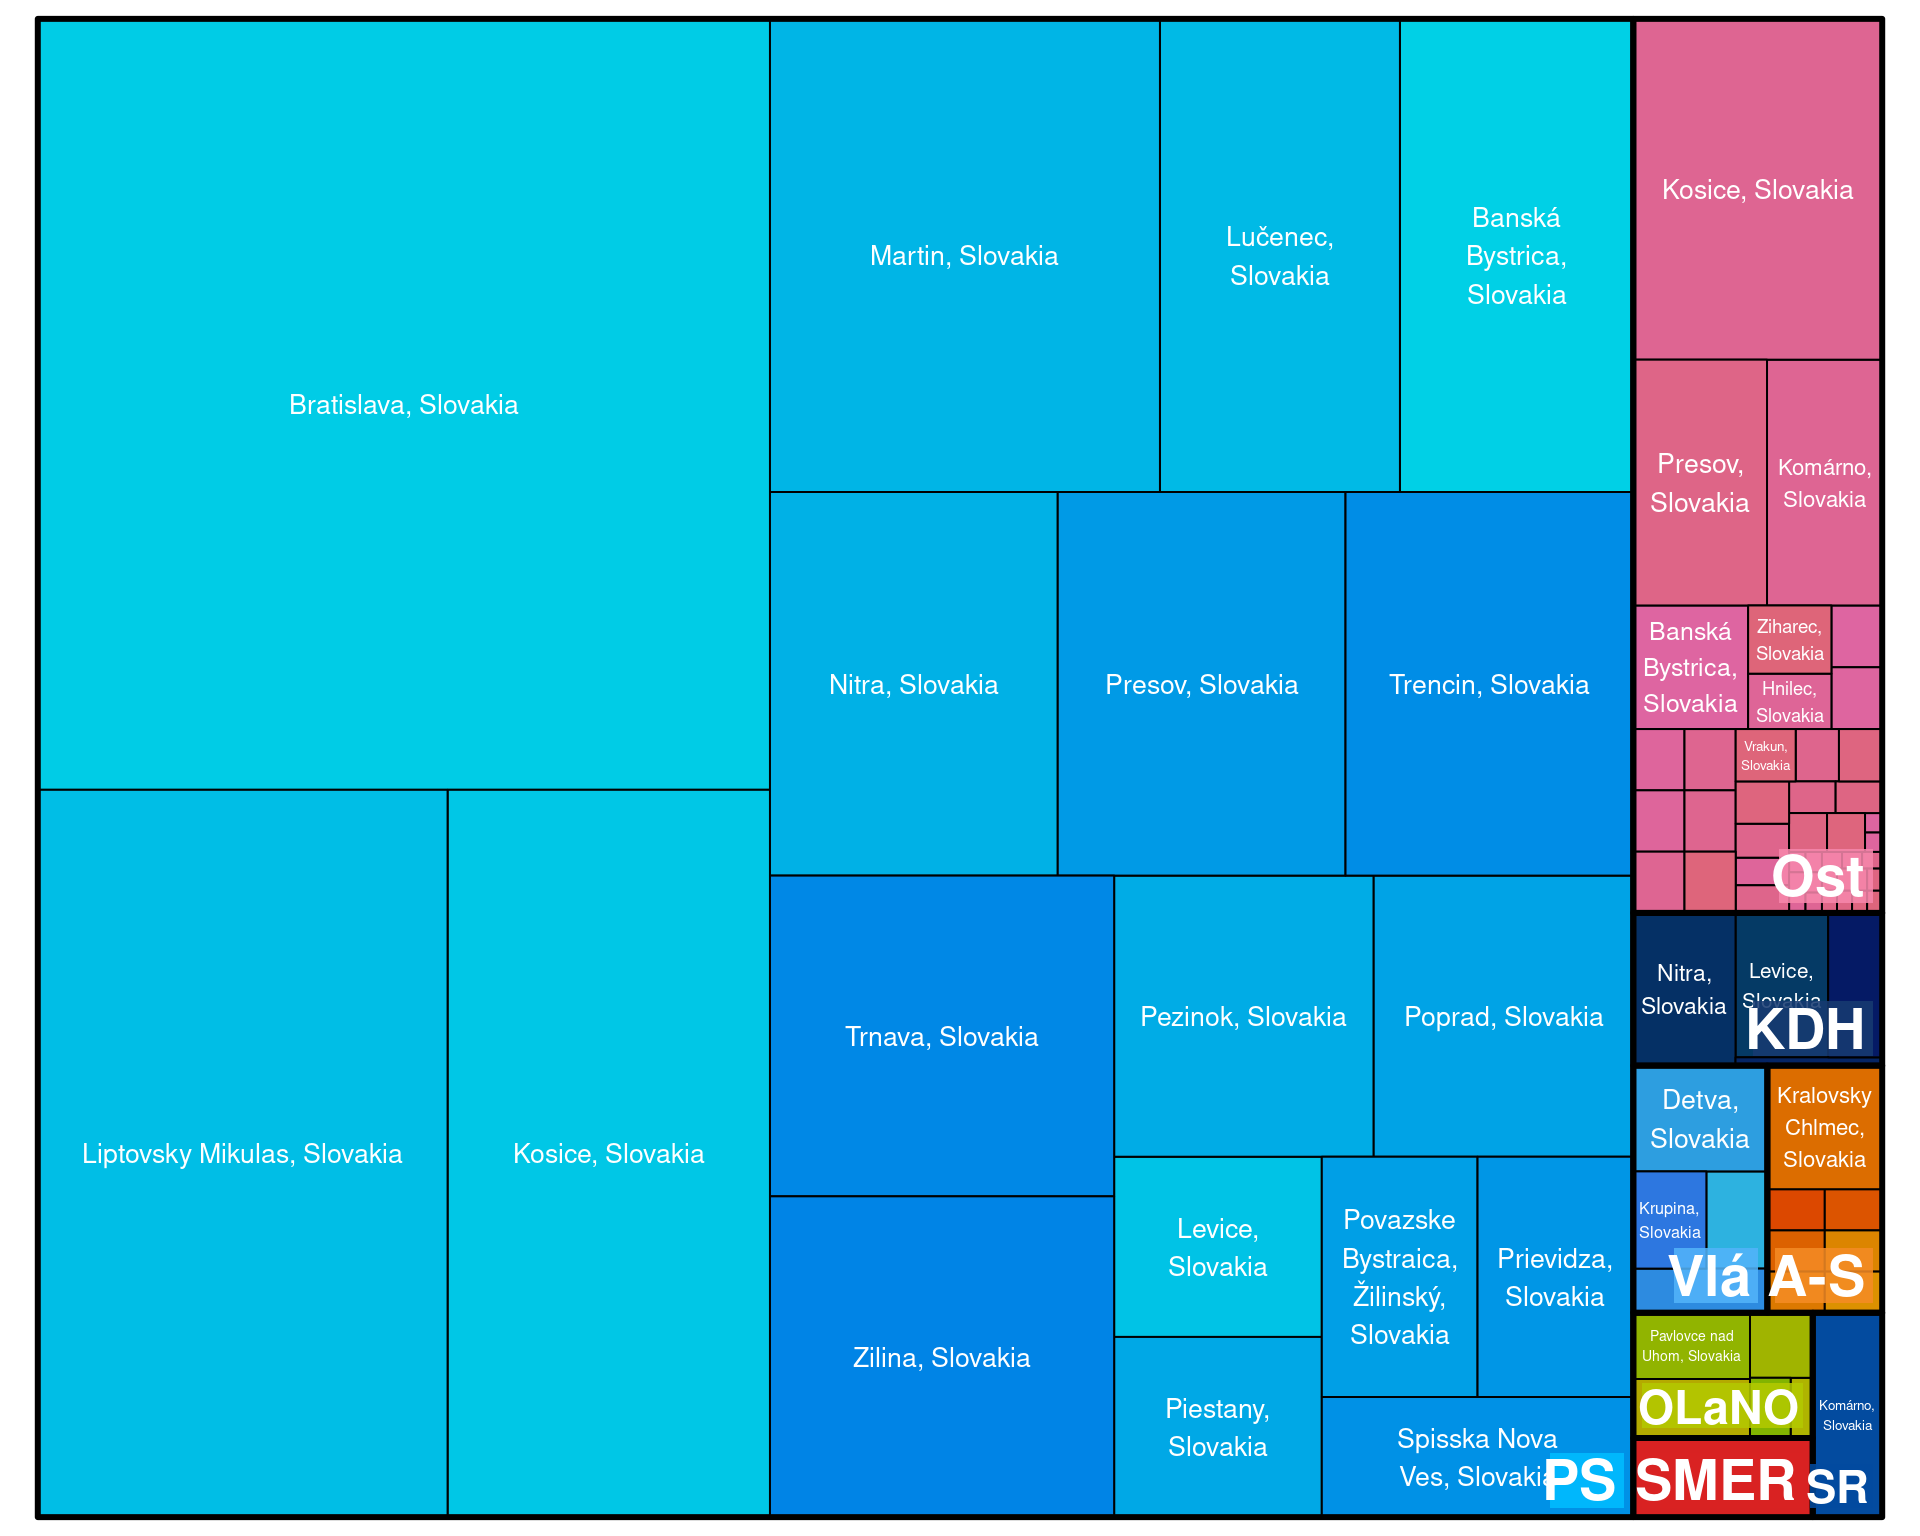 Bratislava, Slovakia
Liptovsky Mikulas, Slovakia
Kosice, Slovakia
Martin, Slovakia
Lučenec,
Slovakia
Banská
Bystrica,
Slovakia
Nitra, Slovakia
Presov, Slovakia
Trencin, Slovakia
Trnava, Slovakia
Zilina, Slovakia
Pezinok, Slovakia
Poprad, Slovakia
Levice,
Slovakia
Piestany,
Slovakia
Povazske
Bystraica,
Žilinský,
Slovakia
Prievidza,
Slovakia
Spisska Nova
Ves, Slovakia
PS
Kosice, Slovakia
Presov,
Slovakia
Komárno,
Slovakia
Banská
Bystrica,
Slovakia
Ziharec,
Slovakia
Hnilec,
Slovakia
Vrakun,
Slovakia
Ost
Nitra,
Slovakia
Levice,
Slovakia
KDH
Detva,
Slovakia
Krupina,
Slovakia
Vlá
Kralovsky
Chlmec,
Slovakia
A-S
Pavlovce nad
Uhom, Slovakia
OLaNO
Komárno,
Slovakia
SMER
SR